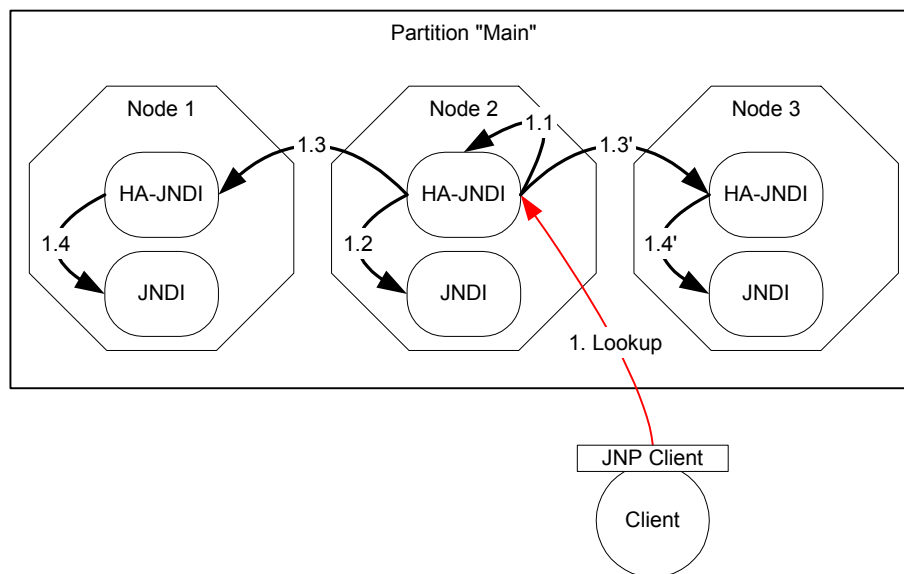 Partition "Main"
Node 1
Node 2
Node 3
1.1
1.3
1.3'
HA-JNDI
HA-JNDI
HA-JNDI
1.4
1.2
1.4'
JNDI
JNDI
JNDI
1. Lookup
JNP Client
Client